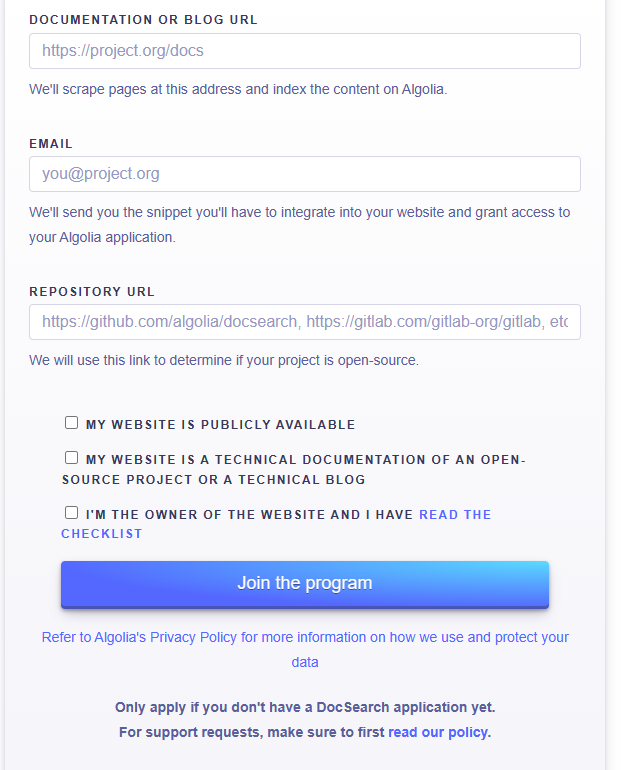 DOCUMENTATION OR BLOG URL
https://project.org/docs
We'll scrape pages at this address and index the content on Algolia.
EMAIL
you@project.org
We'll send you the snippet you'll have to integrate into your website and grant access to
your Algolia application.
REPOSITORY URL
https://github.com/algolia/docsearch, https://gitlab.com/gitlab-org/gitlab, etc
We will use this link to determine if your project is open-source.
MY WEBSITE IS PUBLICLY AVAILABLE
MY WEBSITE IS A TECHNICAL DOCUMENTATION OF AN OPEN-
SOURCE PROJECT OR A TECHNICAL BLOG
I'M THE OWNER OF THE WEBSITE AND I HAVE READ THE
CHECKLIST
Join the program
Refer to Algolia's Privacy Policy for more information on how we use and protect your
data
Only apply if you don't have a DocSearch application yet.
For support requests, make sure to first read our policy.